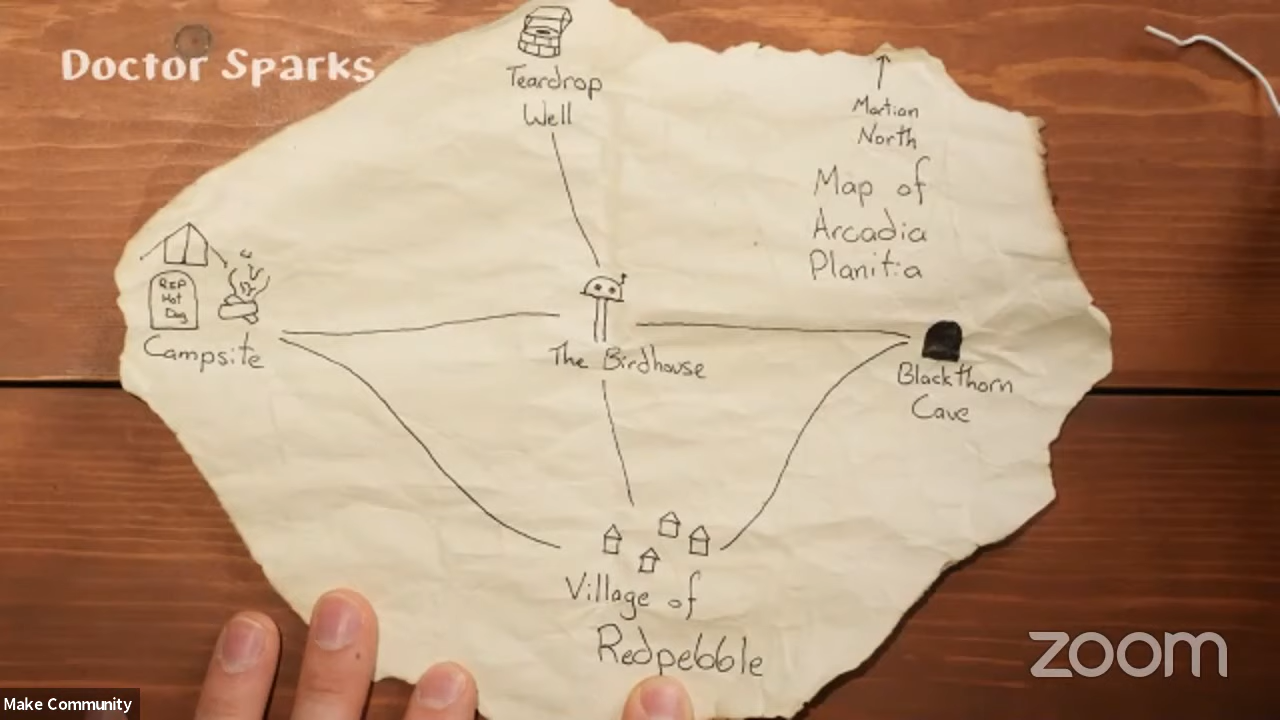 Doctor Sparks
Teardrop
Well
Martian
North
Map of
Arcadia
Planitia
RIP
Hot
Dog
Campsite
The Birdhouse
Blackthorn
Cave
Village of
Redpebble
zoom
Make Community